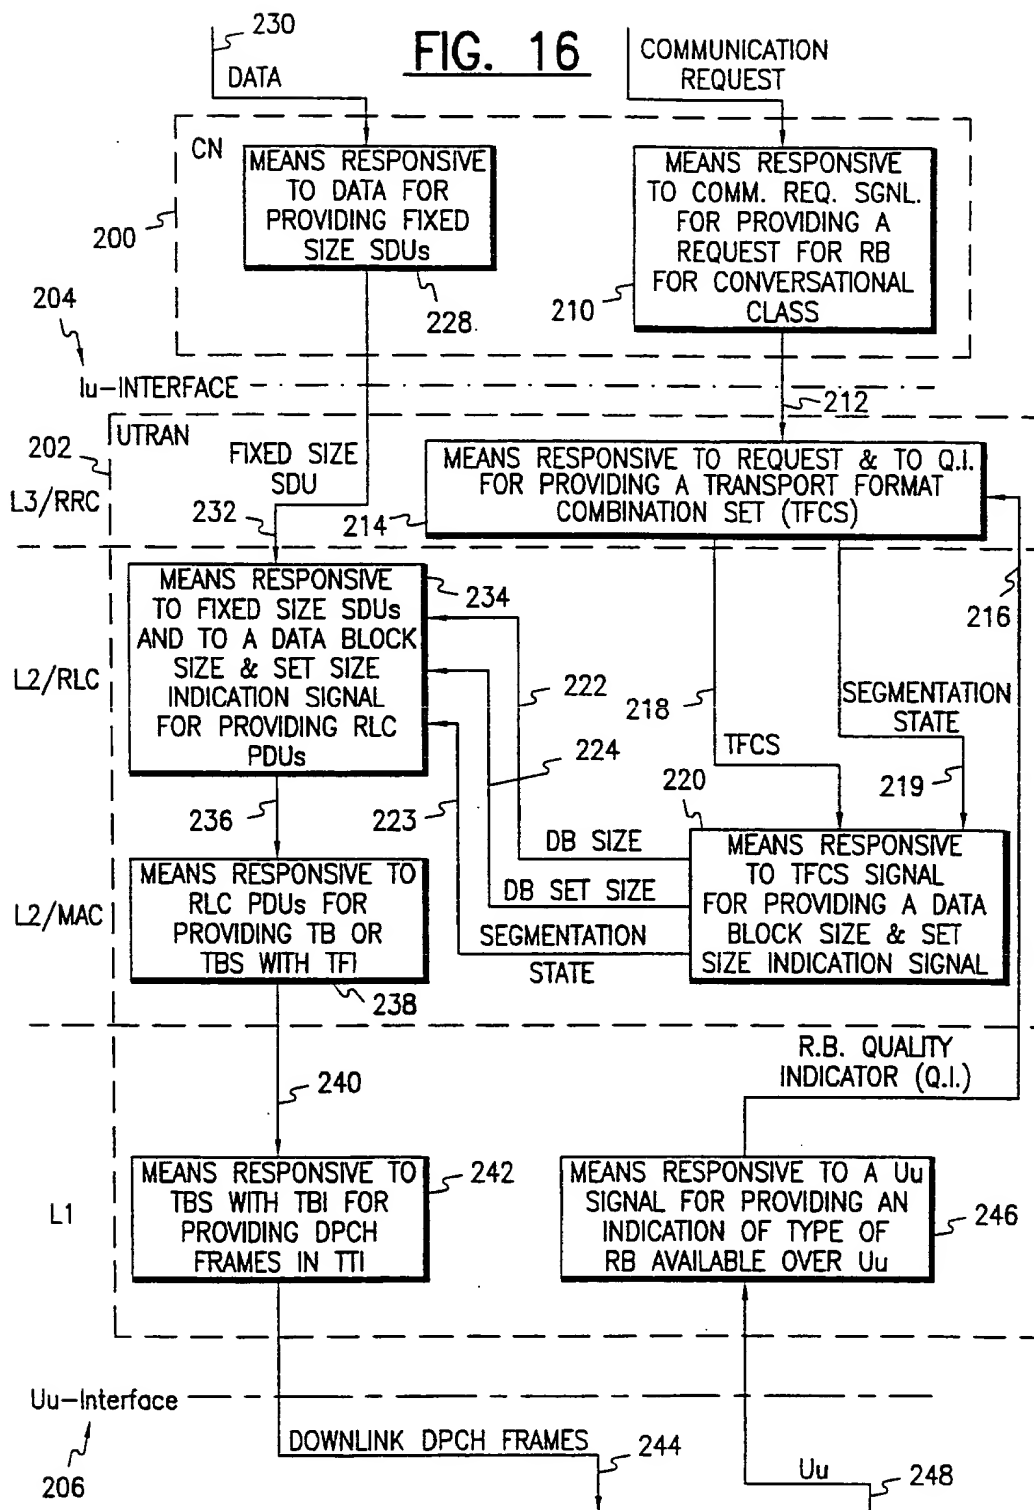 230
FIG. 16
COMMUNICATION
REQUEST
DATA
CN
MEANS RESPONSIVE
TO DATA FOR
PROVIDING FIXED
SIZE SDUs
MEANS RESPONSIVE
TO COMM. REQ. SGNL.
FOR PROVIDING A
REQUEST FOR RB
FOR CONVERSATIONAL
CLASS
200
228
210
204
Iu-INTERFACE
212
UTRAN
202
L3/RRC
FIXED SIZE
SDU
232
MEANS RESPONSIVE TO REQUEST & TO Q.I.
FOR PROVIDING A TRANSPORT FORMAT
COMBINATION SET (TFCS)
214
216
L2/RLC
MEANS RESPONSIVE
TO FIXED SIZE SDUs
AND TO A DATA BLOCK
SIZE & SET SIZE
INDICATION SIGNAL
FOR PROVIDING RLC
PDUs
234
222
218
SEGMENTATION
STATE
224
TFCS
219
236
223
220
DB SIZE
DB SET SIZE
SEGMENTATION
STATE
MEANS RESPONSIVE
TO TFCS SIGNAL
FOR PROVIDING A DATA
BLOCK SIZE & SET
SIZE INDICATION SIGNAL
L2/MAC
MEANS RESPONSIVE TO
RLC PDUs FOR
PROVIDING TB OR
TBS WITH TFI
238
R.B. QUALITY
INDICATOR (Q.I.)
240
L1
MEANS RESPONSIVE TO
TBS WITH TBI FOR
PROVIDING DPCH
FRAMES IN TTI
242
MEANS RESPONSIVE TO A Uu
SIGNAL FOR PROVIDING AN
INDICATION OF TYPE OF
RB AVAILABLE OVER Uu
246
Uu-Interface
206
DOWNLINK DPCH FRAMES
244
Uu
248